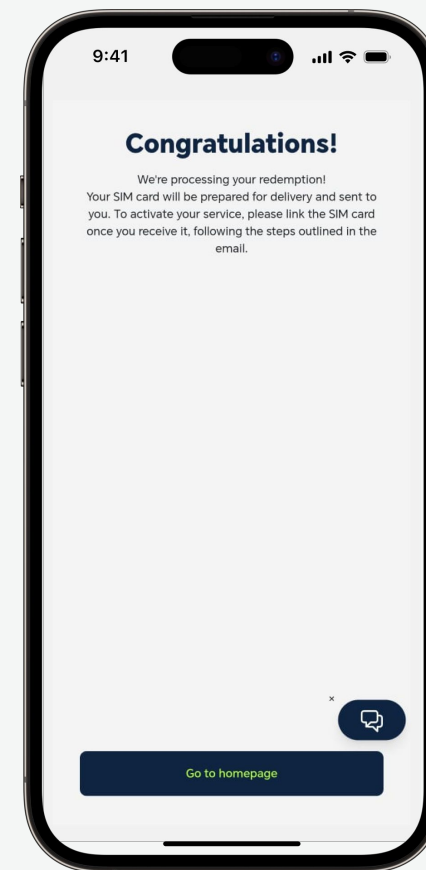 9:41
Congratulations!
We're processing your redemption!
Your SIM card will be prepared for delivery and sent to
you. To activate your service, please link the SIM card
once you receive it, following the steps outlined in the
email.
×
Go to homepage